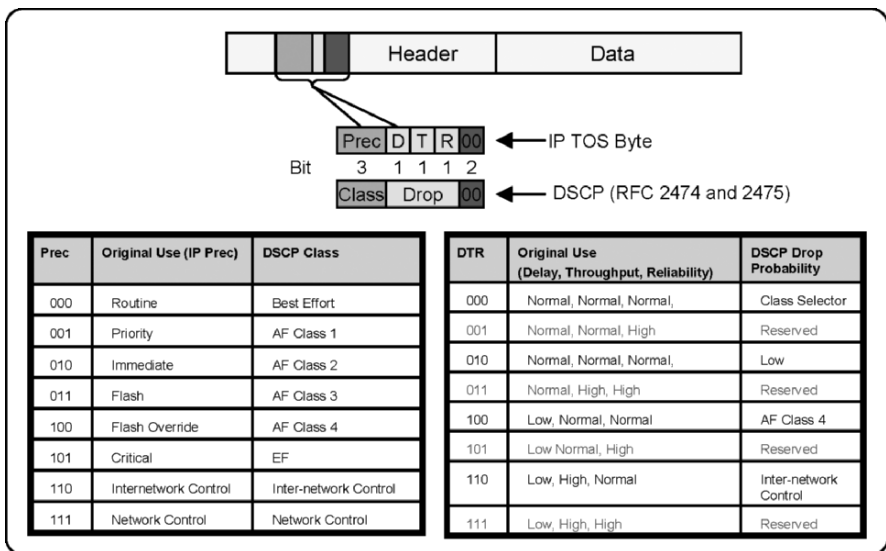 Header Data
Prec D T R 00 IP TOS Byte
Bit 3 1 1 1 2
Class Drop 00 DSCP (RFC 2474 and 2475)
Prec Original Use (IP Prec) DSCP Class
000 Routine Best Effort
001 Priority AF Class 1
010 Immediate AF Class 2
011 Flash AF Class 3
100 Flash Override AF Class 4
101 Critical EF
110 Internetwork Control Inter-network Control
111 Network Control Network Control
DTR Original Use DSCP Drop
(Delay, Throughput, Reliability) Probability
000 Normal, Normal, Normal, Class Selector
001 Normal, Normal, High Reserved
010 Normal, Normal, Normal, Low
011 Normal, High, High Reserved
100 Low, Normal, Normal AF Class 4
101 Low Normal, High Reserved
110 Low, High, Normal Inter-network
Control
111 Low, High, High Reserved